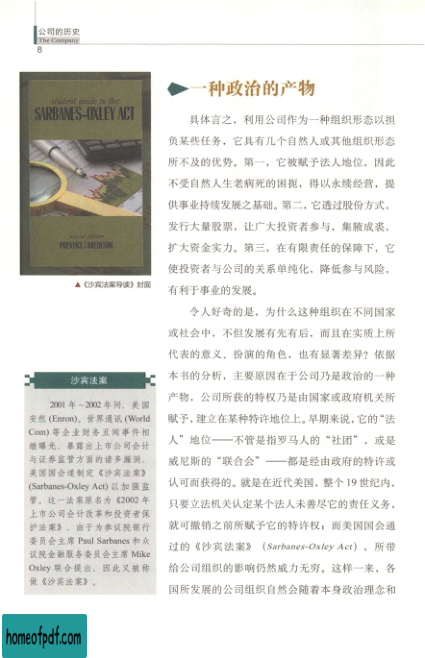 公司的历史
The Company
8
一种政治的产物
具体言之，利用公司作为一种组织形态以担
负某些任务，它具有几个自然人或其他组织形态
所不及的优势。第一，它被赋予法人地位，因此
不受自然人生老病死的困扼，得以永续经营，提
供事业持续发展之基础。第二，它透过股份方式，
发行大量股票，让广大投资者参与，集腋成裘，
扩大资金实力。第三，在有限责任的保障下，它
使投资者与公司的关系单纯化，降低参与风险，
有利于事业的发展。
令人好奇的是，为什么这种组织在不同国家
或社会中，不但发展有先有后，而且在实质上所
代表的意义、扮演的角色，也有显著差异？依据
本书的分析，主要原因在于公司乃是政治的一种
产物，公司所获的特权乃是由国家或政府机关所
赋予，建立在某种特许地位上。早期来说，它的“法
人”地位——不管是指罗马人的“社团”，或是
威尼斯的“联合会”——都是经由政府的特许或
认可而获得的。就是在近代美国，整个19世纪内，
只要立法机关认定某个法人未善尽它的责任义务，
就可撤销之前所赋予它的特许权；而美国国会通
过的《沙宾法案》（Sarbanes-Oxley Act），所带
给公司组织的影响仍然威力无穷。这样一来，各
国所发展的公司组织自然会随着本身政治理念和
student guide to the
SARBANES-OXLEY ACT
second edition
PRENTICE / BREDESON
▲《沙宾法案导读》封面
沙宾法案
2001年~2002年间，美国
安然(Enron)、世界通讯(World
Com)等企业财务丑闻事件相
继曝光，暴露出上市公司会计
与证券监管方面的诸多漏洞，
美国国会遂制定《沙宾法案》
(Sarbanes-Oxley Act)以加强监
管。这一法案原名为《2002年
上市公司会计改革和投资者保
护法案》，由于为参议院银行
委员会主席Paul Sarbanes和众
议院金融服务委员会主席Mike
Oxley联合提出，因此又被称
做《沙宾法案》。
homeofpdf.com